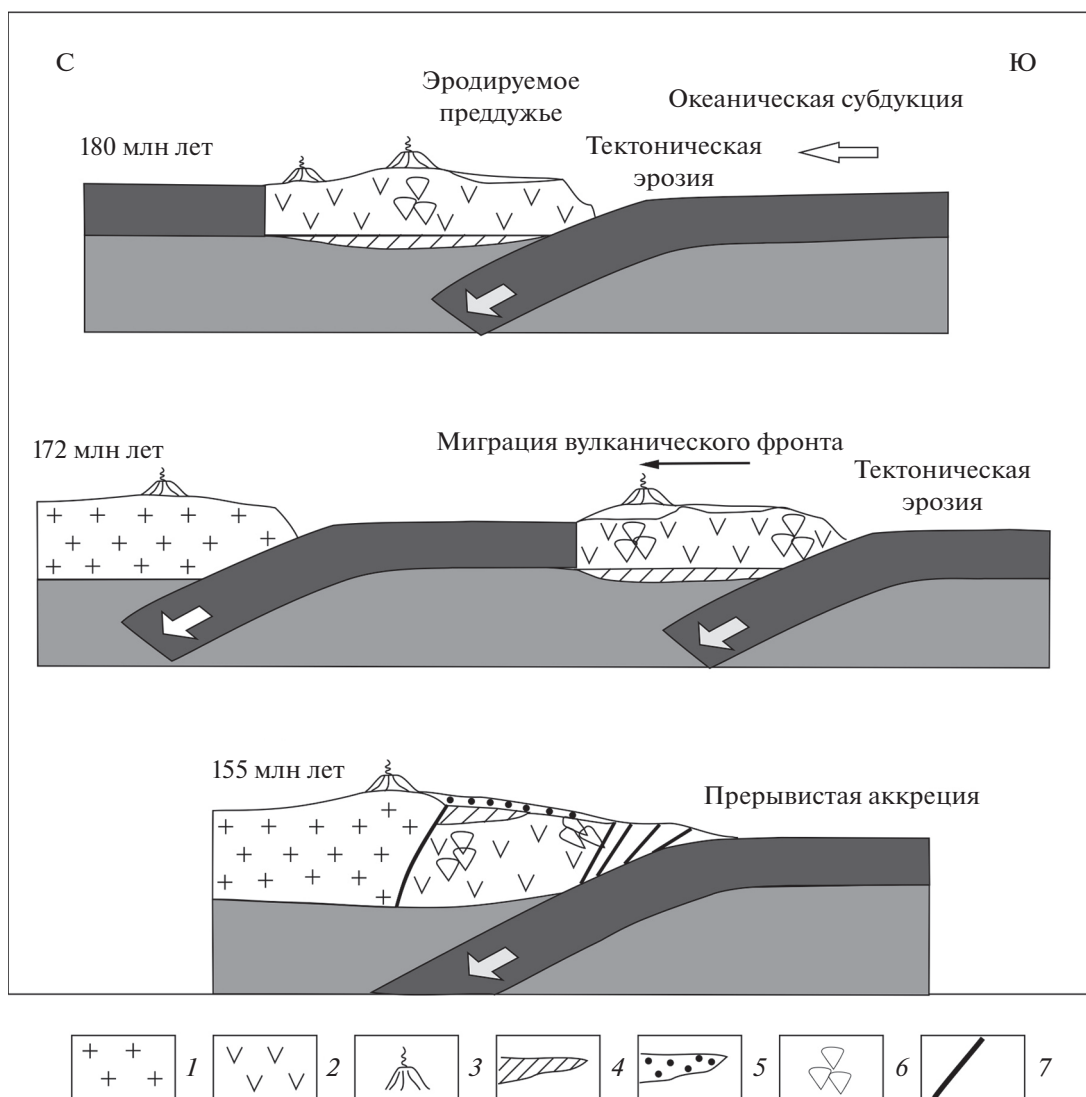 С
Ю
Эродируемое
преддужье
Океаническая субдукция
180 млн лет
Тектоническая
эрозия
172 млн лет
Миграция вулканического фронта
Тектоническая
эрозия
155 млн лет
Прерывистая аккреция
1 2 3 4 5 6 7